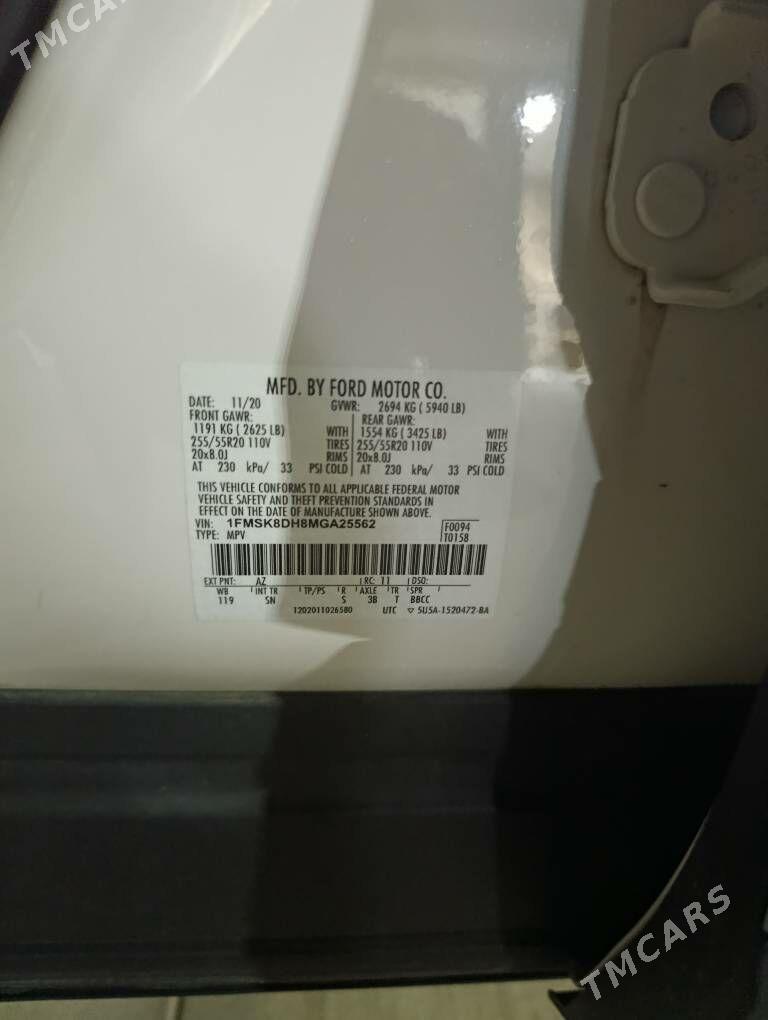 TMCARS
MFD. BY FORD MOTOR CO.
DATE: 11/20 GVWR: 2694 KG ( 5940 LB)
FRONT GAWR: REAR GAWR:
1191 KG ( 2625 LB) WITH 1554 KG ( 3425 LB) WITH
255/55R20 110V TIRES 255/55R20 110V TIRES
20x8.0J RIMS 20x8.0J RIMS
AT 230 kPa/ 33 PSI COLD AT 230 kPa/ 33 PSI COLD
THIS VEHICLE CONFORMS TO ALL APPLICABLE FEDERAL MOTOR
VEHICLE SAFETY AND THEFT PREVENTION STANDARDS IN
EFFECT ON THE DATE OF MANUFACTURE SHOWN ABOVE.
VIN: 1FMSK8DH8MGA25562 F0094
TYPE: MPV T0158
EXT PNT: AZ RC: 11 DSO:
WB INT TR TP/PS R AXLE TR SPR
119 SN S 3B T BBCC
1202011026580 UTC ▽ 5U5A-1520472-BA
TMCARS